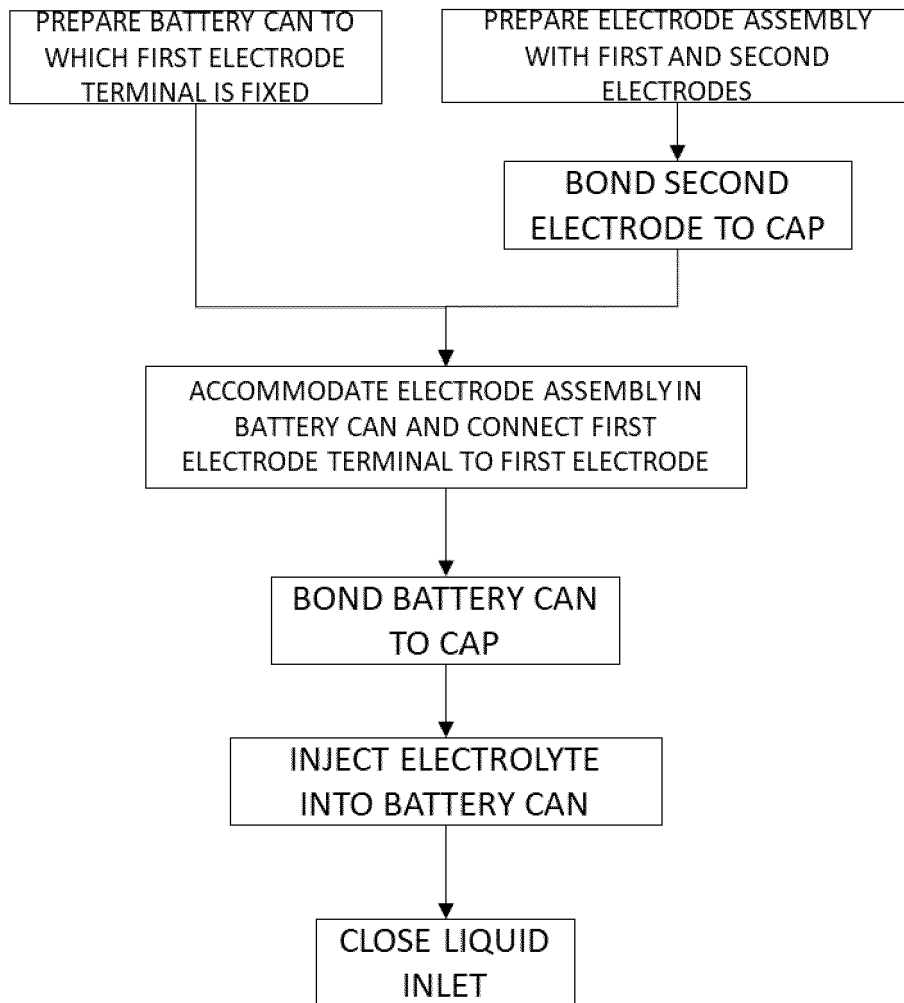 PREPARE BATTERY CAN TO
WHICH FIRST ELECTRODE
TERMINAL IS FIXED
PREPARE ELECTRODE ASSEMBLY
WITH FIRST AND SECOND
ELECTRODES
BOND SECOND
ELECTRODE TO CAP
ACCOMMODATE ELECTRODE ASSEMBLY IN
BATTERY CAN AND CONNECT FIRST
ELECTRODE TERMINAL TO FIRST ELECTRODE
BOND BATTERY CAN
TO CAP
INJECT ELECTROLYTE
INTO BATTERY CAN
CLOSE LIQUID
INLET